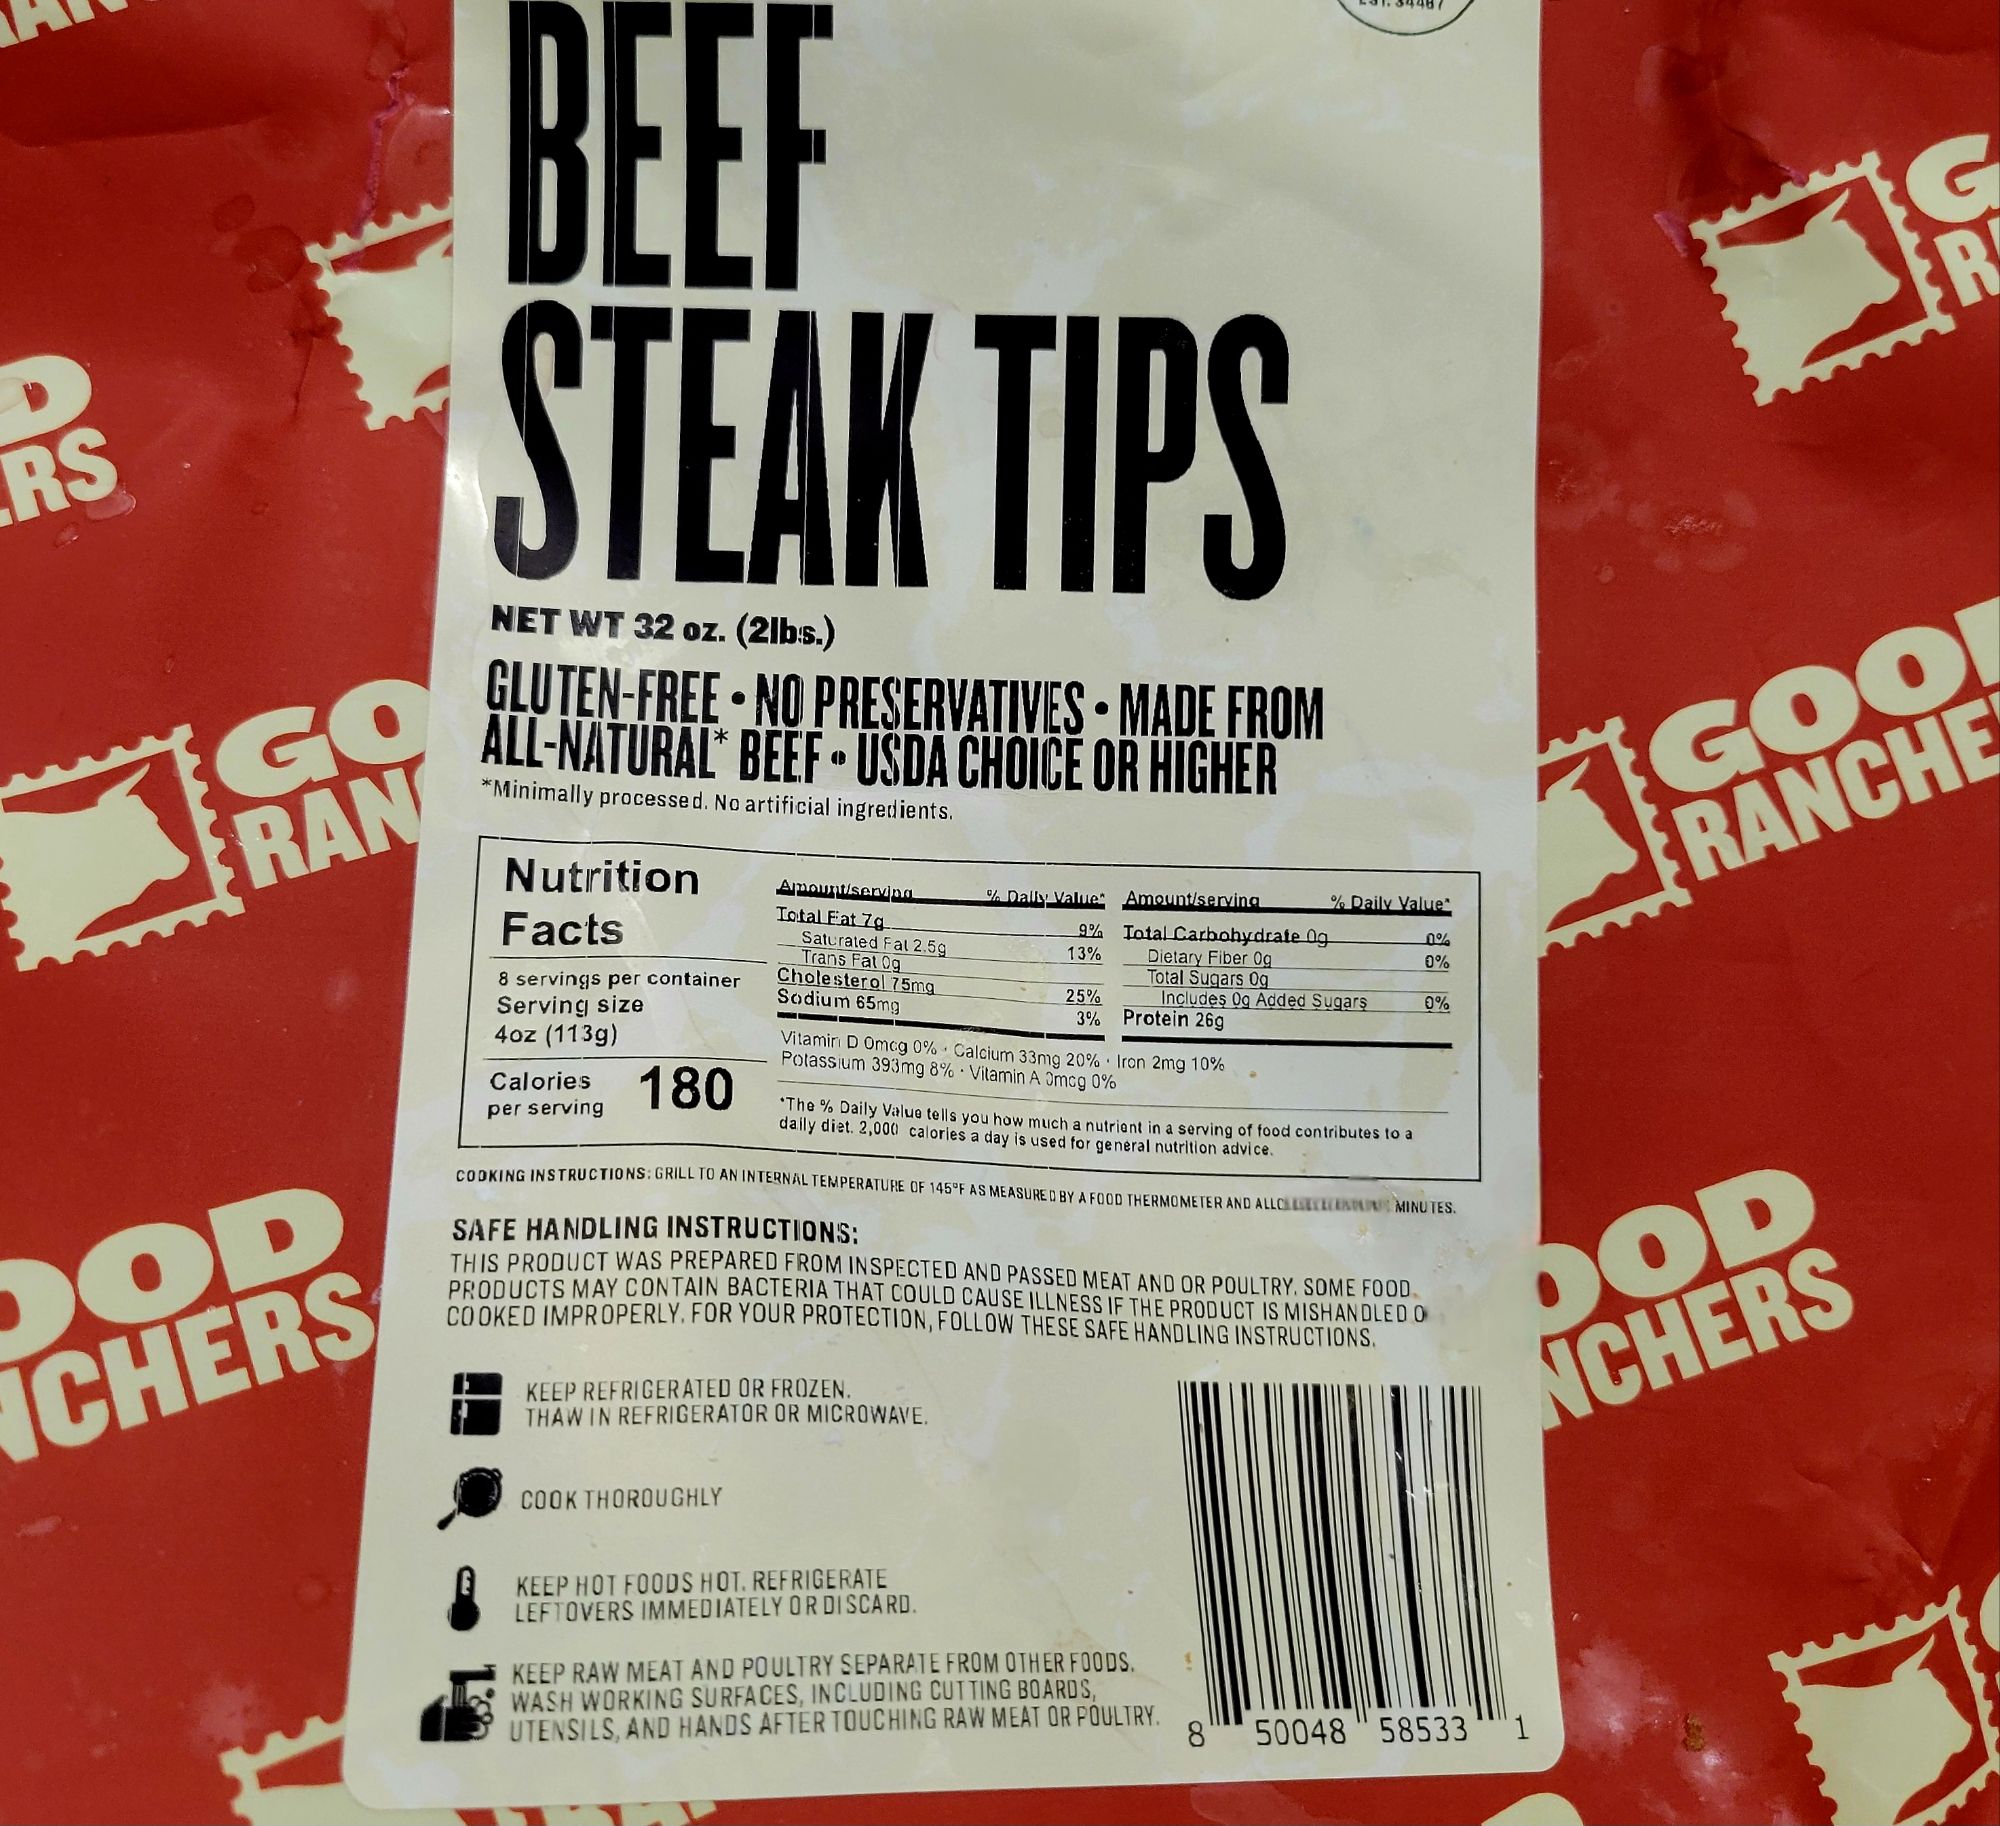 EST. 34487
BEEF
STEAK TIPS
NET WT 32 oz. (2lbs.)
GLUTEN-FREE • NO PRESERVATIVES • MADE FROM
ALL-NATURAL* BEEF • USDA CHOICE OR HIGHER
*Minimally processed. No artificial ingredients.
Nutrition
Facts
8 servings per container
Serving size
4oz (113g)
Calories
per serving 180
Amount/serving % Daily Value*
Total Fat 7g 9%
Saturated Fat 2.5g 13%
Trans Fat 0g
Cholesterol 75mg 25%
Sodium 65mg 3%
Amount/serving % Daily Value*
Total Carbohydrate 0g 0%
Dietary Fiber 0g 0%
Total Sugars 0g
Includes 0g Added Sugars 0%
Protein 26g
Vitamin D 0mcg 0% · Calcium 33mg 20% · Iron 2mg 10%
Potassium 393mg 8% · Vitamin A 0mcg 0%
*The % Daily Value tells you how much a nutrient in a serving of food contributes to a
daily diet. 2,000 calories a day is used for general nutrition advice.
COOKING INSTRUCTIONS: GRILL TO AN INTERNAL TEMPERATURE OF 145°F AS MEASURED BY A FOOD THERMOMETER AND MINUTES.
SAFE HANDLING INSTRUCTIONS:
THIS PRODUCT WAS PREPARED FROM INSPECTED AND PASSED MEAT AND OR POULTRY. SOME FOOD
PRODUCTS MAY CONTAIN BACTERIA THAT COULD CAUSE ILLNESS IF THE PRODUCT IS MISHANDLED O
COOKED IMPROPERLY. FOR YOUR PROTECTION, FOLLOW THESE SAFE HANDLING INSTRUCTIONS.
KEEP REFRIGERATED OR FROZEN.
THAW IN REFRIGERATOR OR MICROWAVE.
COOK THOROUGHLY
KEEP HOT FOODS HOT. REFRIGERATE
LEFTOVERS IMMEDIATELY OR DISCARD.
KEEP RAW MEAT AND POULTRY SEPARATE FROM OTHER FOODS.
WASH WORKING SURFACES, INCLUDING CUTTING BOARDS,
UTENSILS, AND HANDS AFTER TOUCHING RAW MEAT OR POULTRY.
8 50048 58533 1
D
ERS
GO
RANC
OOD
NCHERS
G
R
GOOD
RANCHE
OOD
NCHERS